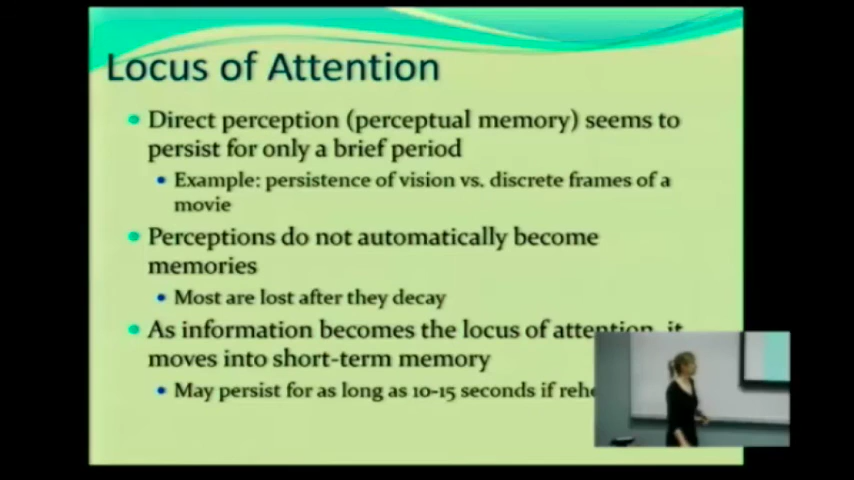 Locus of Attention
Direct perception (perceptual memory) seems to
persist for only a brief period
Example: persistence of vision vs. discrete frames of a
movie
Perceptions do not automatically become
memories
Most are lost after they decay
As information becomes the locus of attention, it
moves into short-term memory
May persist for as long as 10-15 seconds if